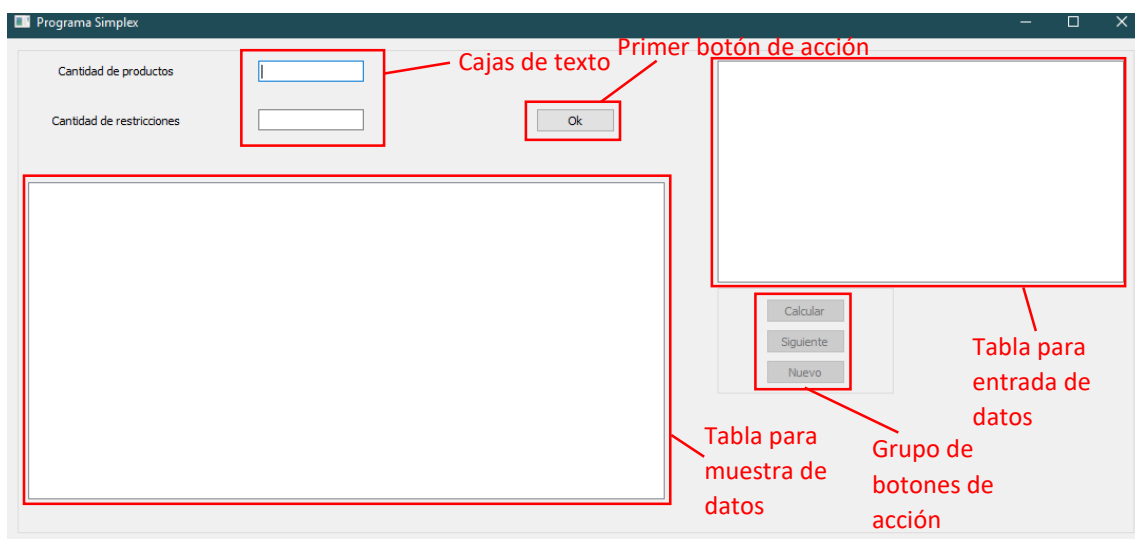 Programa Simplex
Primer botón de acción
Cajas de texto
Cantidad de productos
Cantidad de restricciones
Ok
Calcular
Siguiente
Nuevo
Tabla para
entrada de
datos
Tabla para
muestra de
datos
Grupo de
botones de
acción